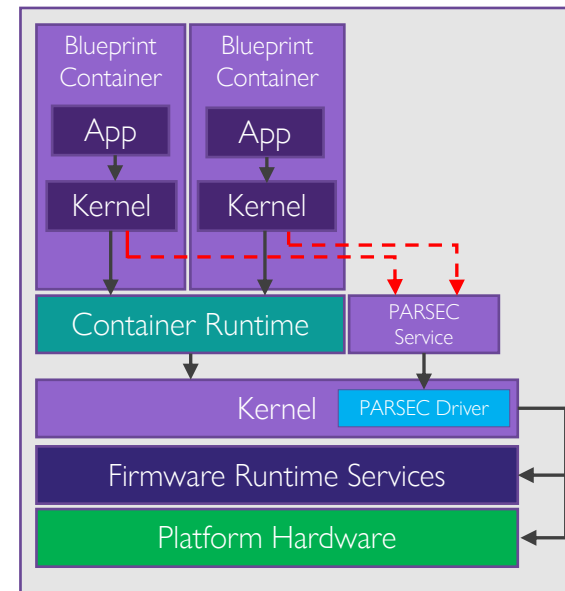 Blueprint
Container
Blueprint
Container
App
App
Kernel
Kernel
Container Runtime
PARSEC
Service
Kernel
PARSEC Driver
Firmware Runtime Services
Platform Hardware